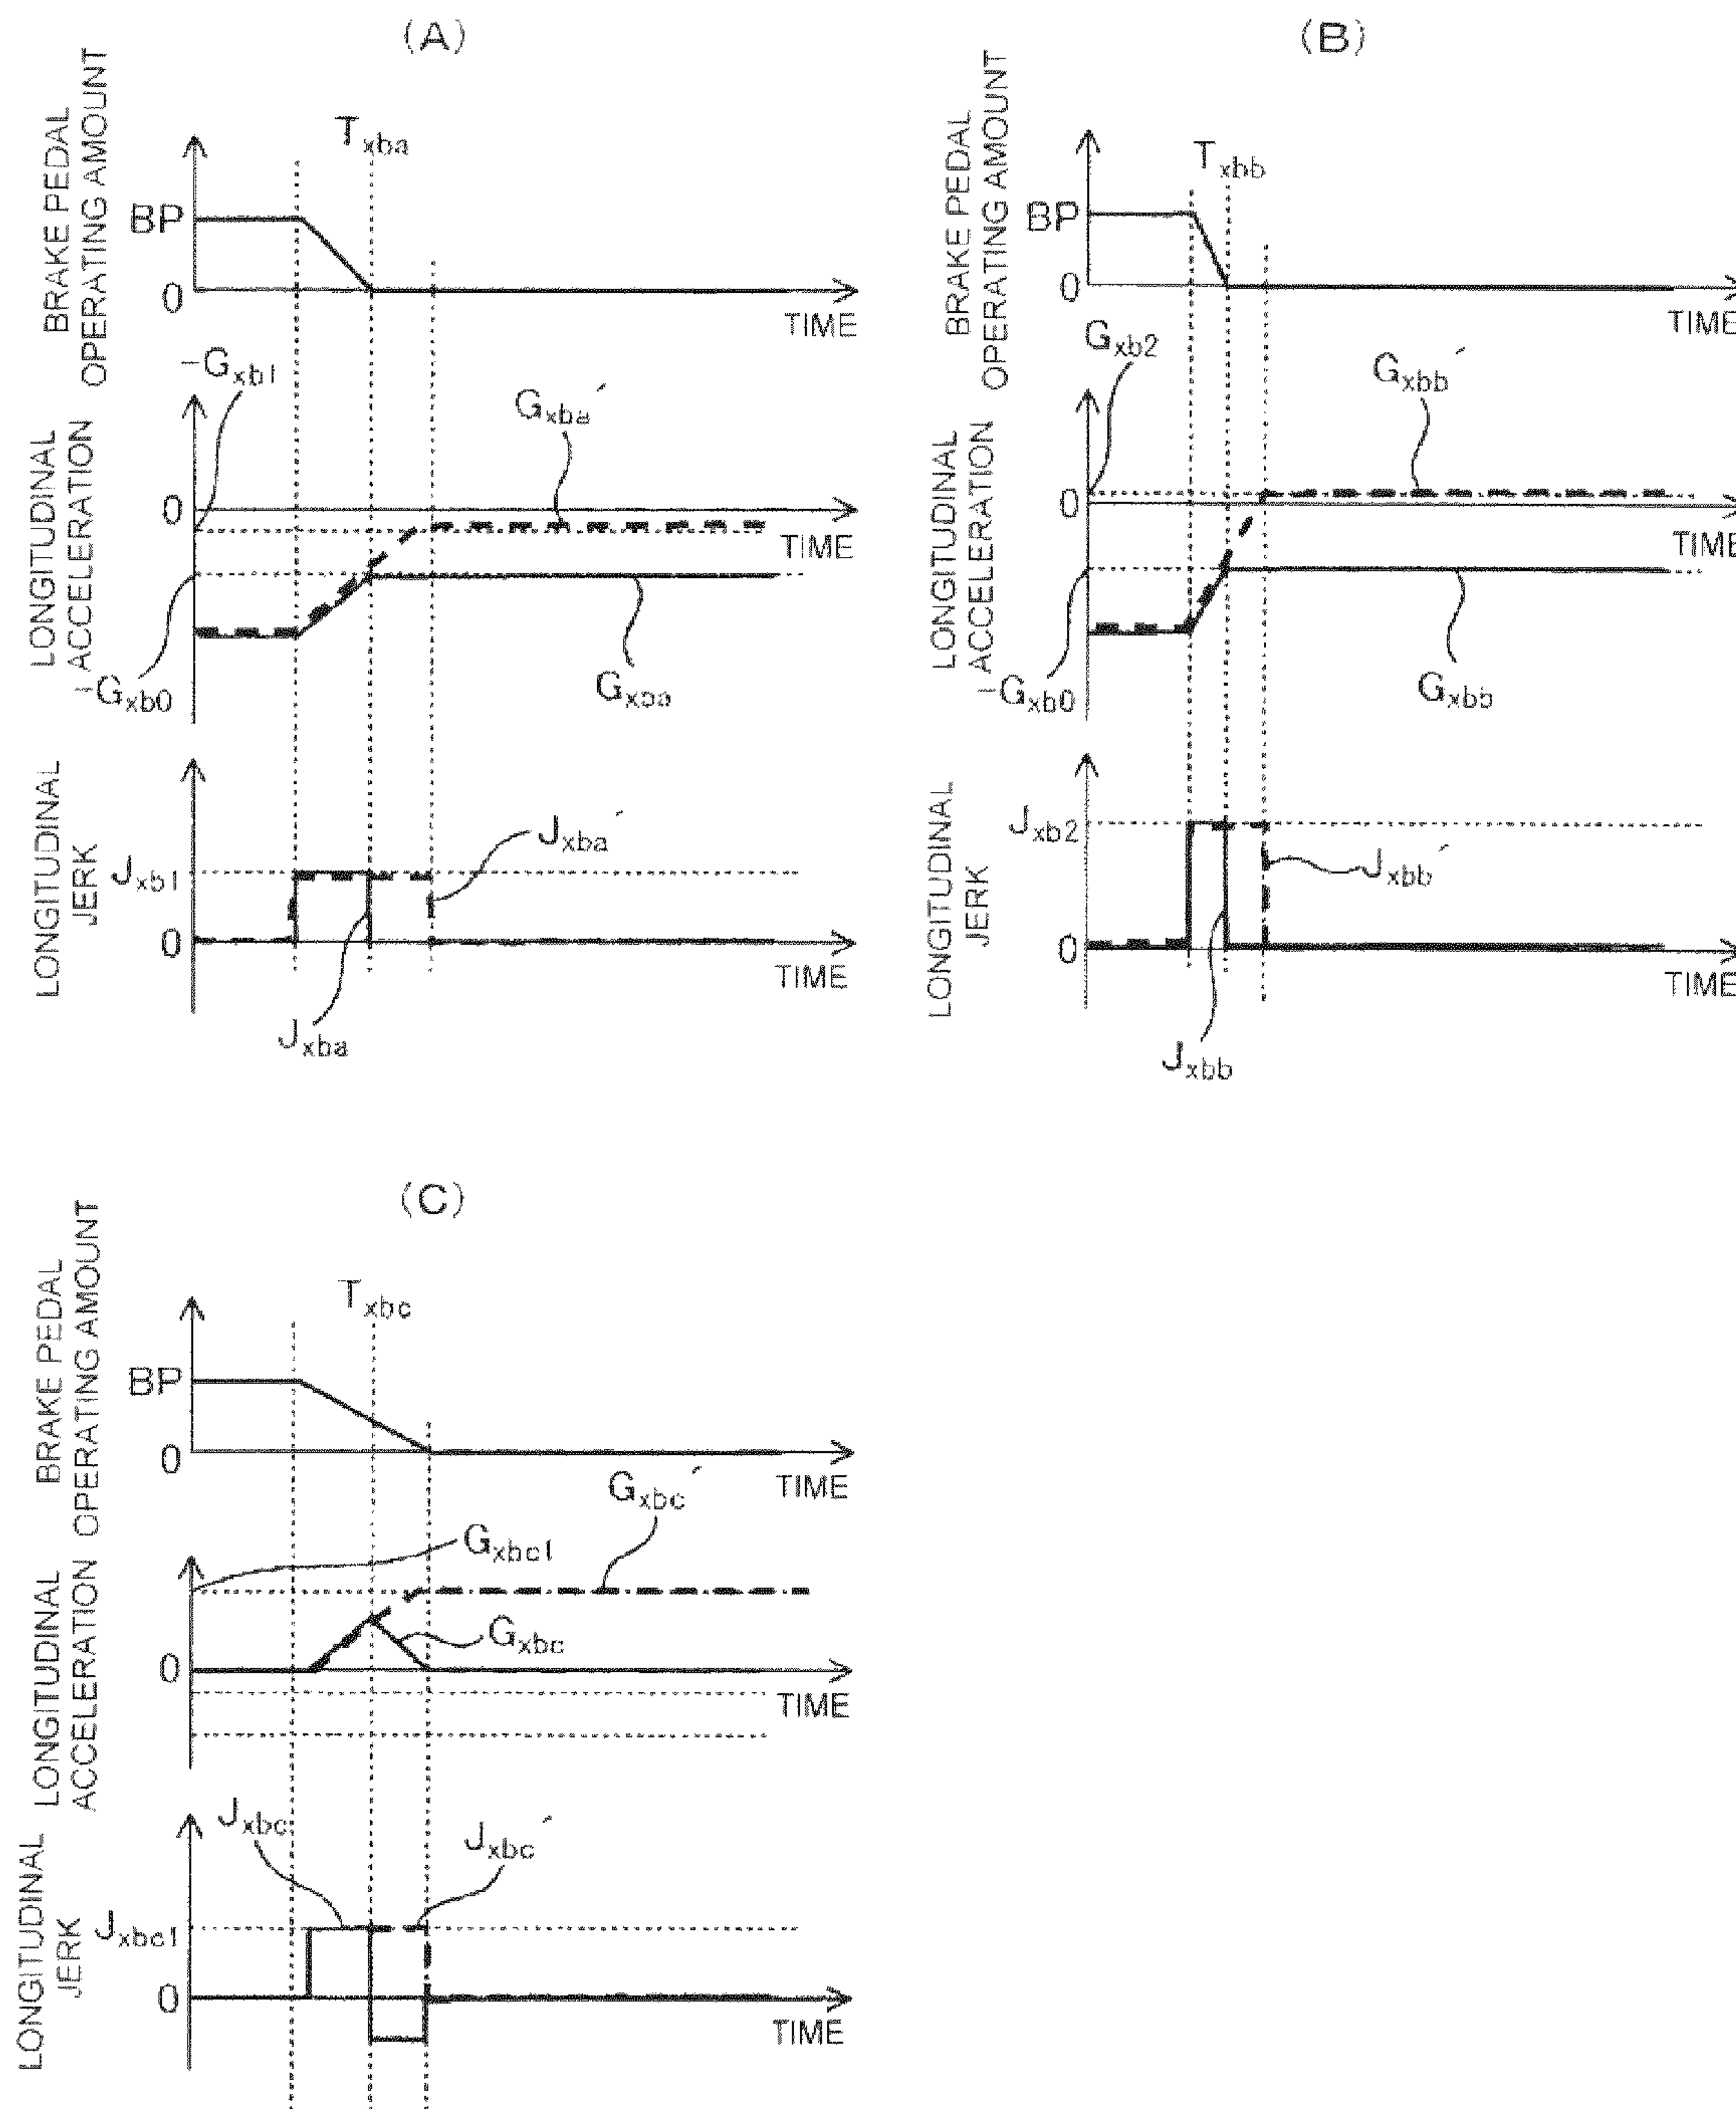 (A)
BRAKE PEDAL
OPERATING AMOUNT
T_xba
BP
0
TIME
-G_xb1
G_xba´
LONGITUDINAL
ACCELERATION
0
TIME
-G_xb0
G_xba
LONGITUDINAL
JERK
J_xba´
J_xb1
0
TIME
J_xba
(B)
BRAKE PEDAL
OPERATING AMOUNT
T_xbb
BP
0
TIME
G_xb2
G_xbb´
LONGITUDINAL
ACCELERATION
0
TIME
-G_xb0
G_xbb
LONGITUDINAL
JERK
J_xb2
J_xbb´
0
TIME
J_xbb
(C)
BRAKE PEDAL
OPERATING AMOUNT
T_xbc
BP
0
TIME
G_xbc´
LONGITUDINAL
ACCELERATION
G_xbc1
G_xbc
0
TIME
LONGITUDINAL
JERK
J_xbc
J_xbc´
J_xbc1
0
TIME